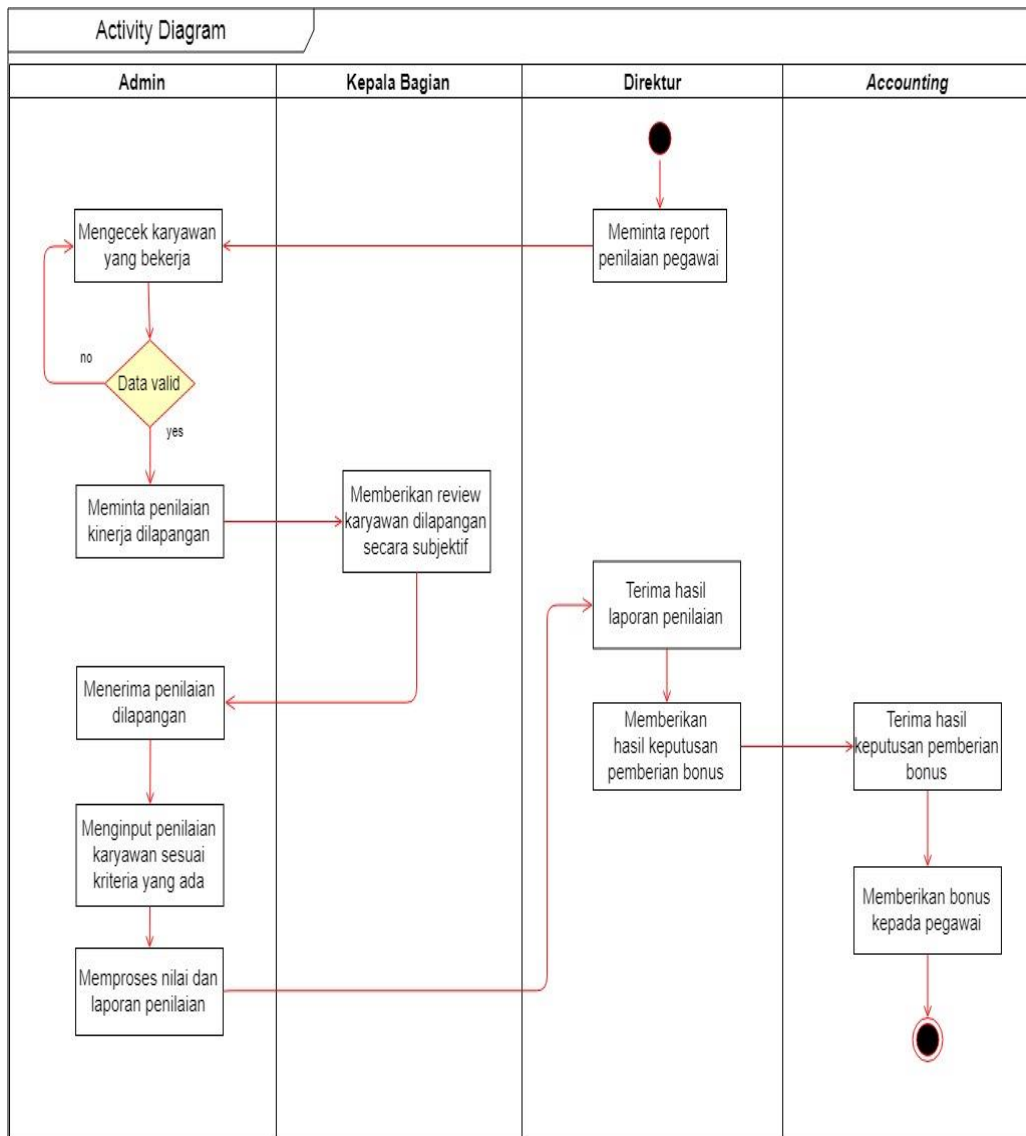 Activity Diagram
Admin
Kepala Bagian
Direktur
Accounting
Mengecek karyawan
yang bekerja
Meminta report
penilaian pegawai
no
Data valid
yes
Meminta penilaian
kinerja dilapangan
Memberikan review
karyawan dilapangan
secara subjektif
Terima hasil
laporan penilaian
Menerima penilaian
dilapangan
Memberikan
hasil keputusan
pemberian bonus
Terima hasil
keputusan pemberian
bonus
Menginput penilaian
karyawan sesuai
kriteria yang ada
Memberikan bonus
kepada pegawai
Memproses nilai dan
laporan penilaian